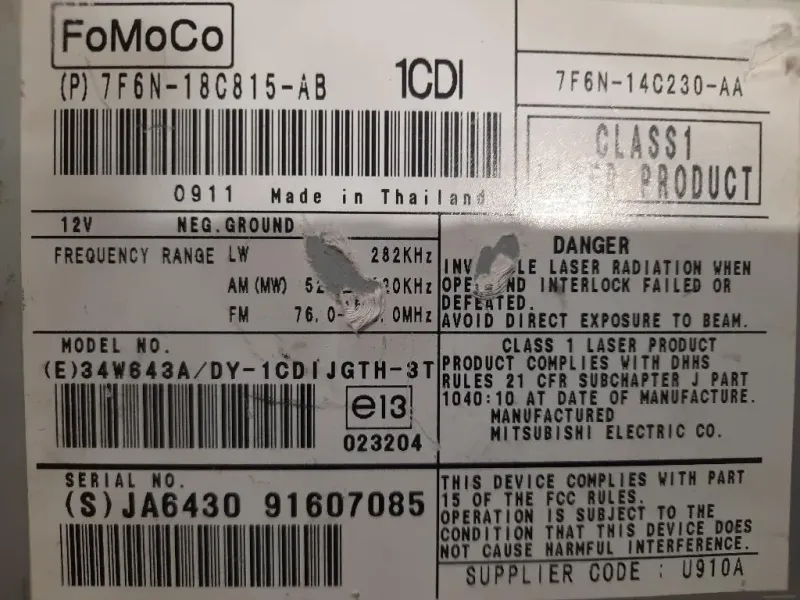 FoMoCo
(P) 7F6N-18C815-AB
1CDI
7F6N-14C230-AA
CLASS1
PRODUCT
0911 Made in Thailand
12V NEG.GROUND
FREQUENCY RANGE LW 282KHz
AM (MW)
FM 76.0- MHz
DANGER
LASER RADIATION WHEN
INTERLOCK FAILED OR
DEFEATED.
AVOID DIRECT EXPOSURE TO BEAM.
MODEL NO.
(E)34W643A/DY-1CDIJGTH-3T
e13
023204
CLASS 1 LASER PRODUCT
PRODUCT COMPLIES WITH DHHS
RULES 21 CFR SUBCHAPTER J PART
1040:10 AT DATE OF MANUFACTURE.
MANUFACTURED
MITSUBISHI ELECTRIC CO.
SERIAL NO.
(S)JA6430 91607085
THIS DEVICE COMPLIES WITH PART
15 OF THE FCC RULES.
OPERATION IS SUBJECT TO THE
CONDITION THAT THIS DEVICE DOES
NOT CAUSE HARMFUL INTERFERENCE.
SUPPLIER CODE : U910A